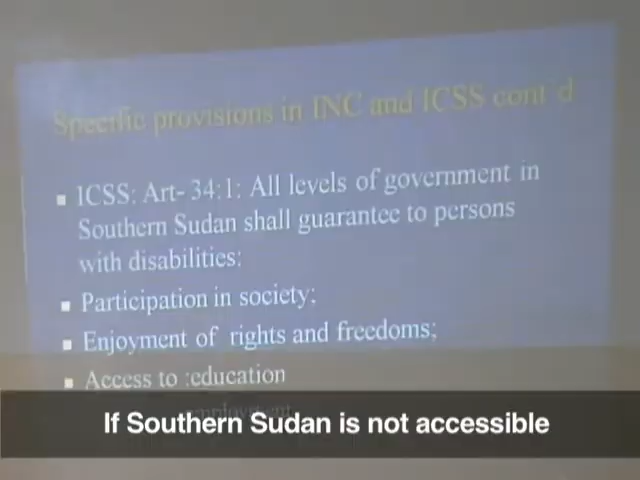 Specific provisions in INC and ICSS cont'd
▪ ICSS: Art- 34:1: All levels of government in
Southern Sudan shall guarantee to persons
with disabilities:
▪ Participation in society;
▪ Enjoyment of rights and freedoms;
▪ Access to :education
employment
If Southern Sudan is not accessible